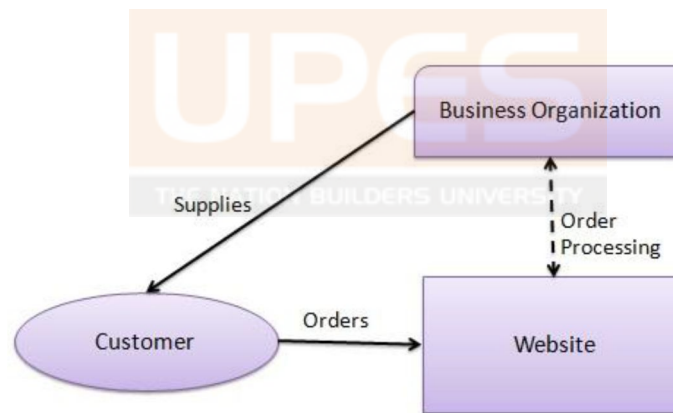 UPES
THE NATION BUILDERS UNIVERSITY
Business Organization
Supplies
Order
Processing
Orders
Customer
Website